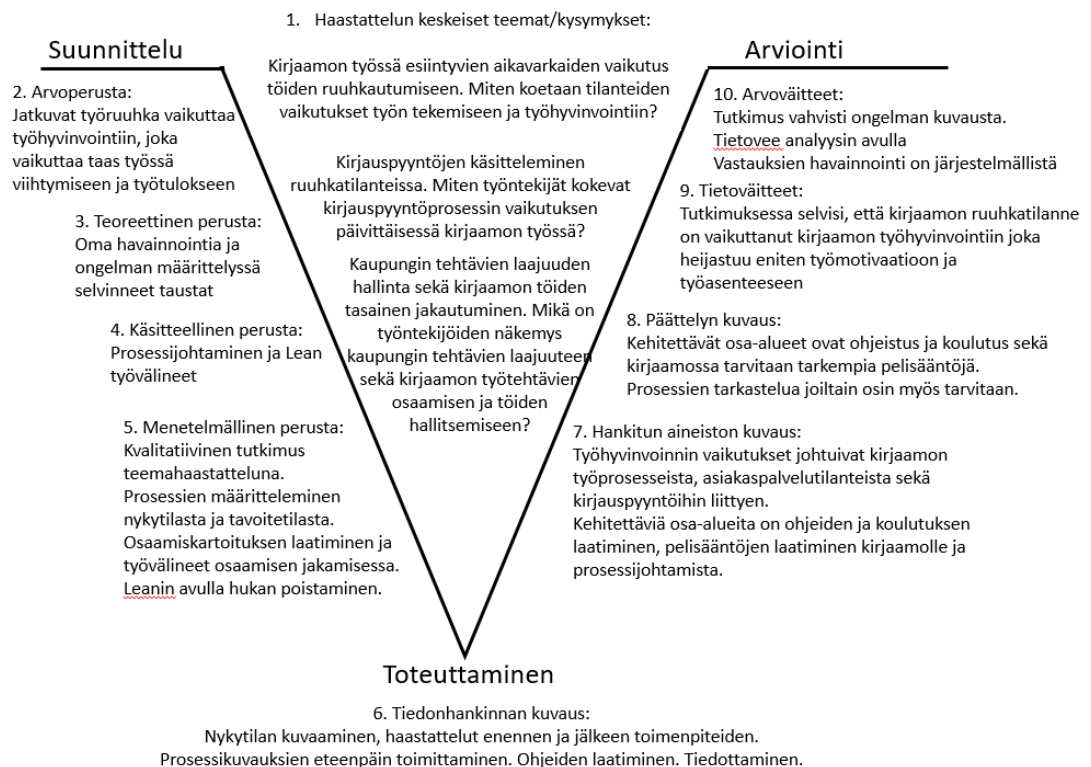 1. Haastattelun keskeiset teemat/kysymykset:
Kirjaamon työssä esiintyvien aikavarkaiden vaikutus
töiden ruuhkautumiseen. Miten koetaan tilanteiden
vaikutukset työn tekemiseen ja työhyvinvointiin?
Kirjauspyyntöjen käsitteleminen
ruuhkatilanteissa. Miten työntekijät kokevat
kirjauspyyntöprosessin vaikutuksen
päivittäisessä kirjaamon työssä?
Kaupungin tehtävien laajuuden
hallinta sekä kirjaamon töiden
tasainen jakautuminen. Mikä on
työntekijöiden näkemys
kaupungin tehtävien laajuuteen
sekä kirjaamon työtehtävien
osaamisen ja töiden
hallitsemiseen?
Suunnittelu
2. Arvoperusta:
Jatkuvat työruuhka vaikuttaa
työhyvinvointiin, joka
vaikuttaa taas työssä
viihtymiseen ja työtulokseen
3. Teoreettinen perusta:
Oma havainnointia ja
ongelman määrittelyssä
selvinneet taustat
4. Käsitteellinen perusta:
Prosessijohtaminen ja Lean
työvälineet
5. Menetelmällinen perusta:
Kvalitatiivinen tutkimus
teemahaastatteluna.
Prosessien määritteleminen
nykytilasta ja tavoitetilasta.
Osaamiskartoituksen laatiminen ja
työvälineet osaamisen jakamisessa.
Leanin avulla hukan poistaminen.
Arviointi
10. Arvoväitteet:
Tutkimus vahvisti ongelman kuvausta.
Tietovee analyysin avulla
Vastauksien havainnointi on järjestelmällistä
9. Tietoväitteet:
Tutkimuksessa selvisi, että kirjaamon ruuhkatilanne
on vaikuttanut kirjaamon työhyvinvointiin joka
heijastuu eniten työmotivaatioon ja
työasenteeseen
8. Päättelyn kuvaus:
Kehitettävät osa-alueet ovat ohjeistus ja koulutus sekä
kirjaamossa tarvitaan tarkempia pelisääntöjä.
Prosessien tarkastelua joiltain osin myös tarvitaan.
7. Hankitun aineiston kuvaus:
Työhyvinvoinnin vaikutukset johtuivat kirjaamon
työprosesseista, asiakaspalvelutilanteista sekä
kirjauspyyntöihin liittyen.
Kehitettäviä osa-alueita on ohjeiden ja koulutuksen
laatiminen, pelisääntöjen laatiminen kirjaamolle ja
prosessijohtamista.
Toteuttaminen
6. Tiedonhankinnan kuvaus:
Nykytilan kuvaaminen, haastattelut enennen ja jälkeen toimenpiteiden.
Prosessikuvauksien eteenpäin toimittaminen. Ohjeiden laatiminen. Tiedottaminen.